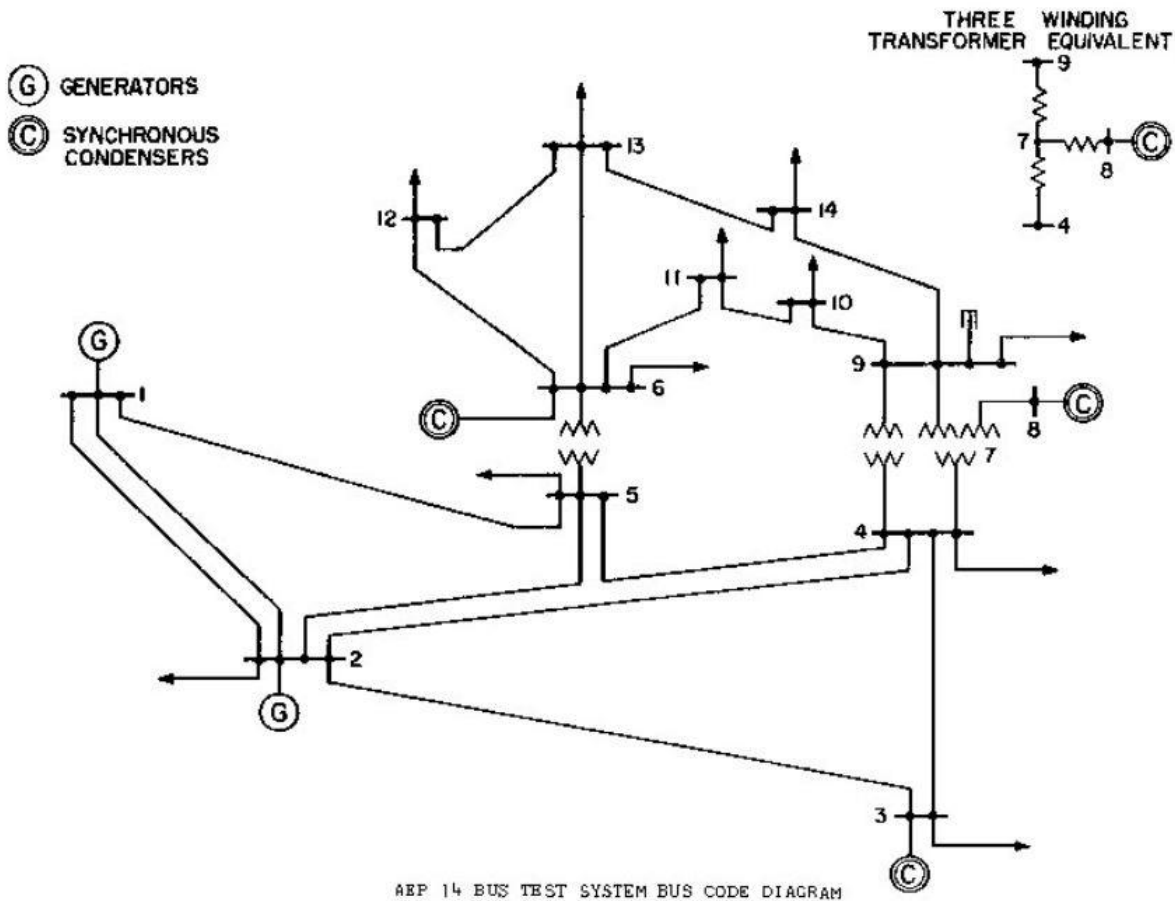 THREE WINDING
TRANSFORMER EQUIVALENT
G GENERATORS
C SYNCHRONOUS
CONDENSERS
9
7
8
C
4
13
12
14
11
10
G
1
6
9
C
8
C
7
5
4
2
G
3
C
AEP 14 BUS TEST SYSTEM BUS CODE DIAGRAM